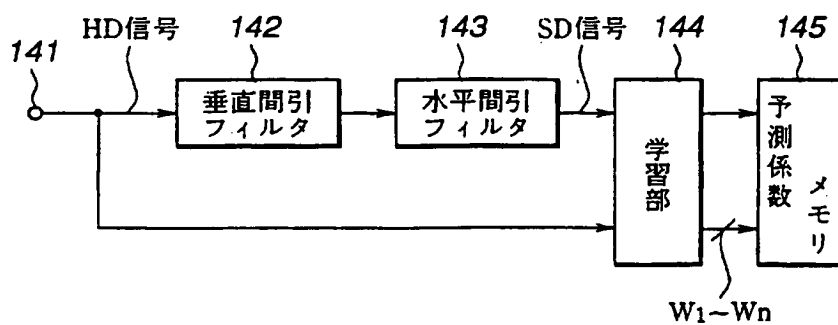 HD信号
142
143
SD信号
144
145
141
垂直間引
フィルタ
水平間引
フィルタ
学習部
予測係数
メモリ
W1~Wn